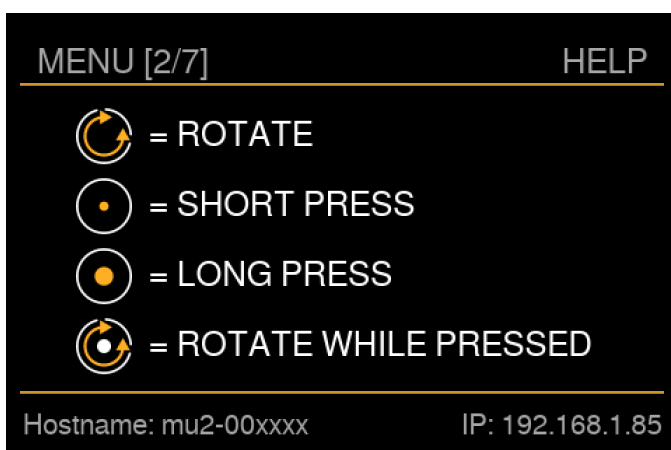 MENU [2/7] HELP
= ROTATE
= SHORT PRESS
= LONG PRESS
= ROTATE WHILE PRESSED
Hostname: mu2-00xxxx IP: 192.168.1.85